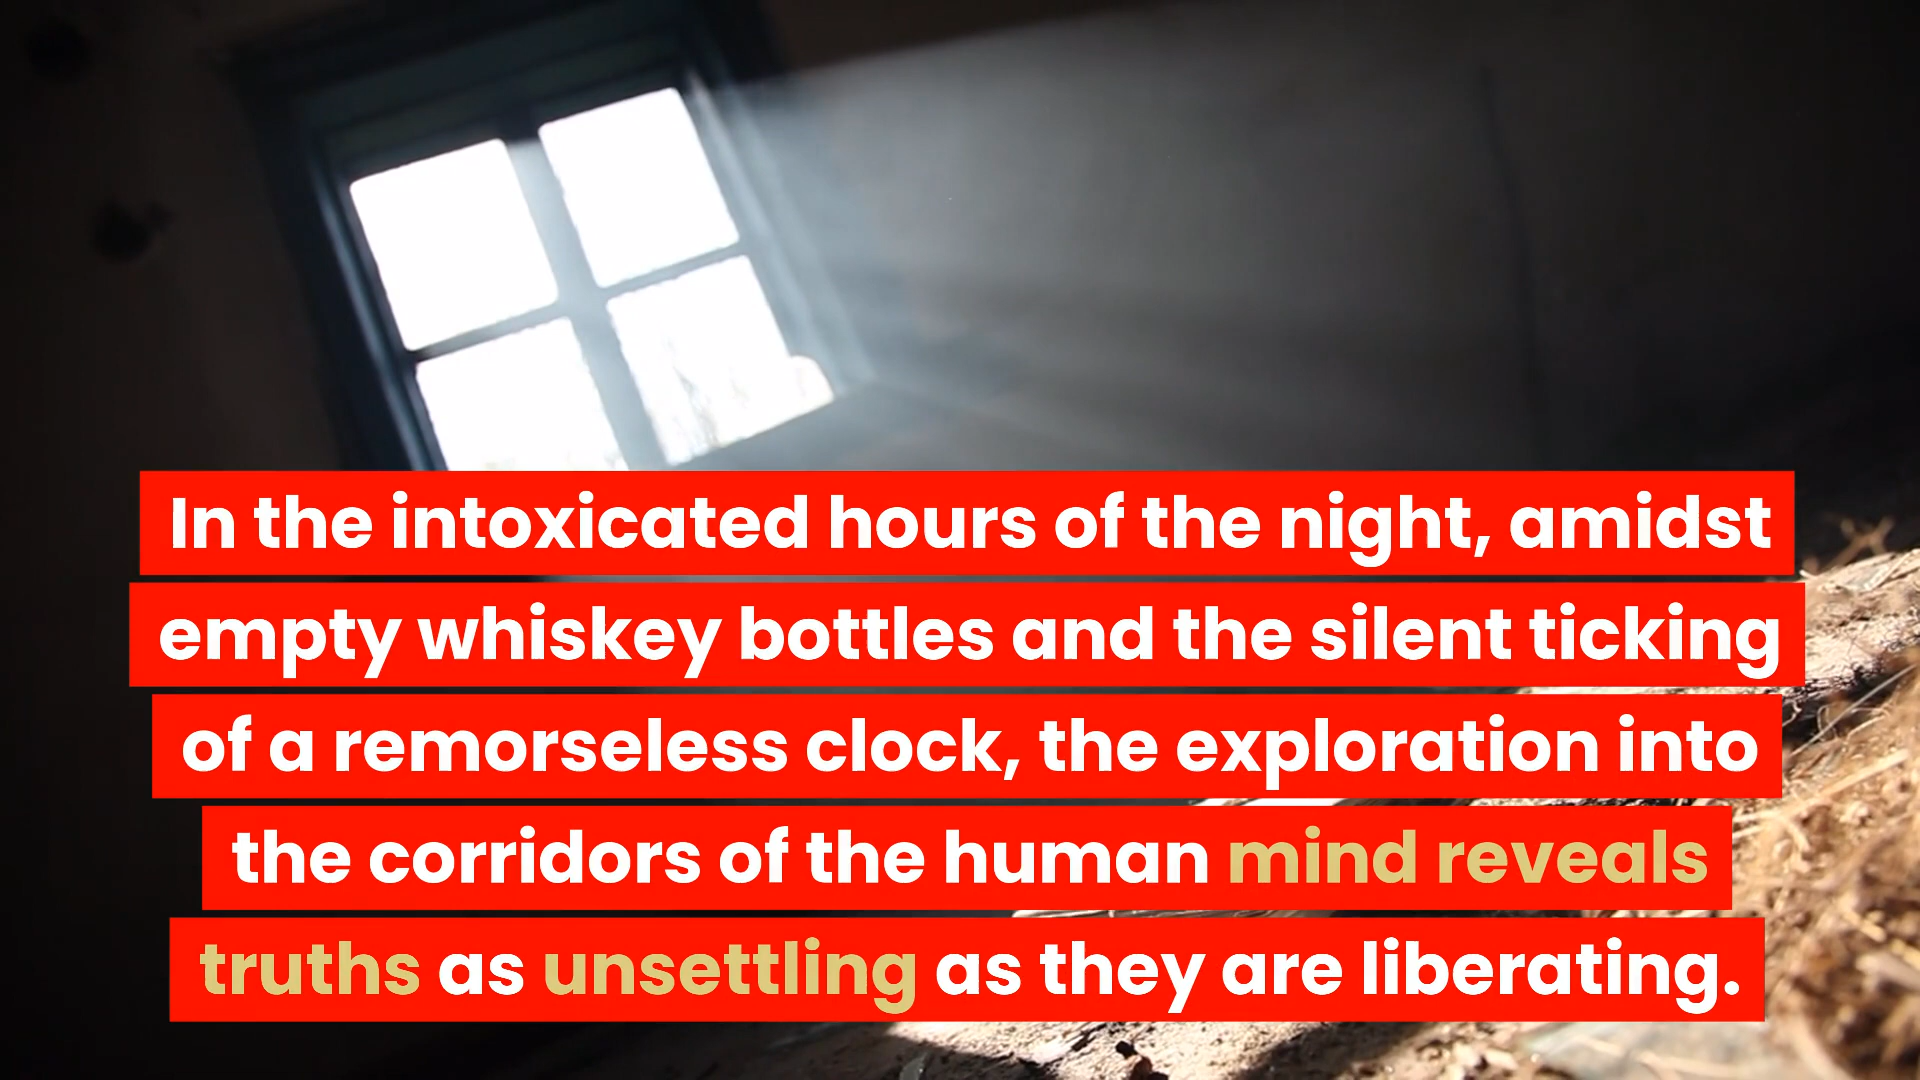 In the intoxicated hours of the night, amidst
empty whiskey bottles and the silent ticking
of a remorseless clock, the exploration into
the corridors of the human mind reveals
truths as unsettling as they are liberating.